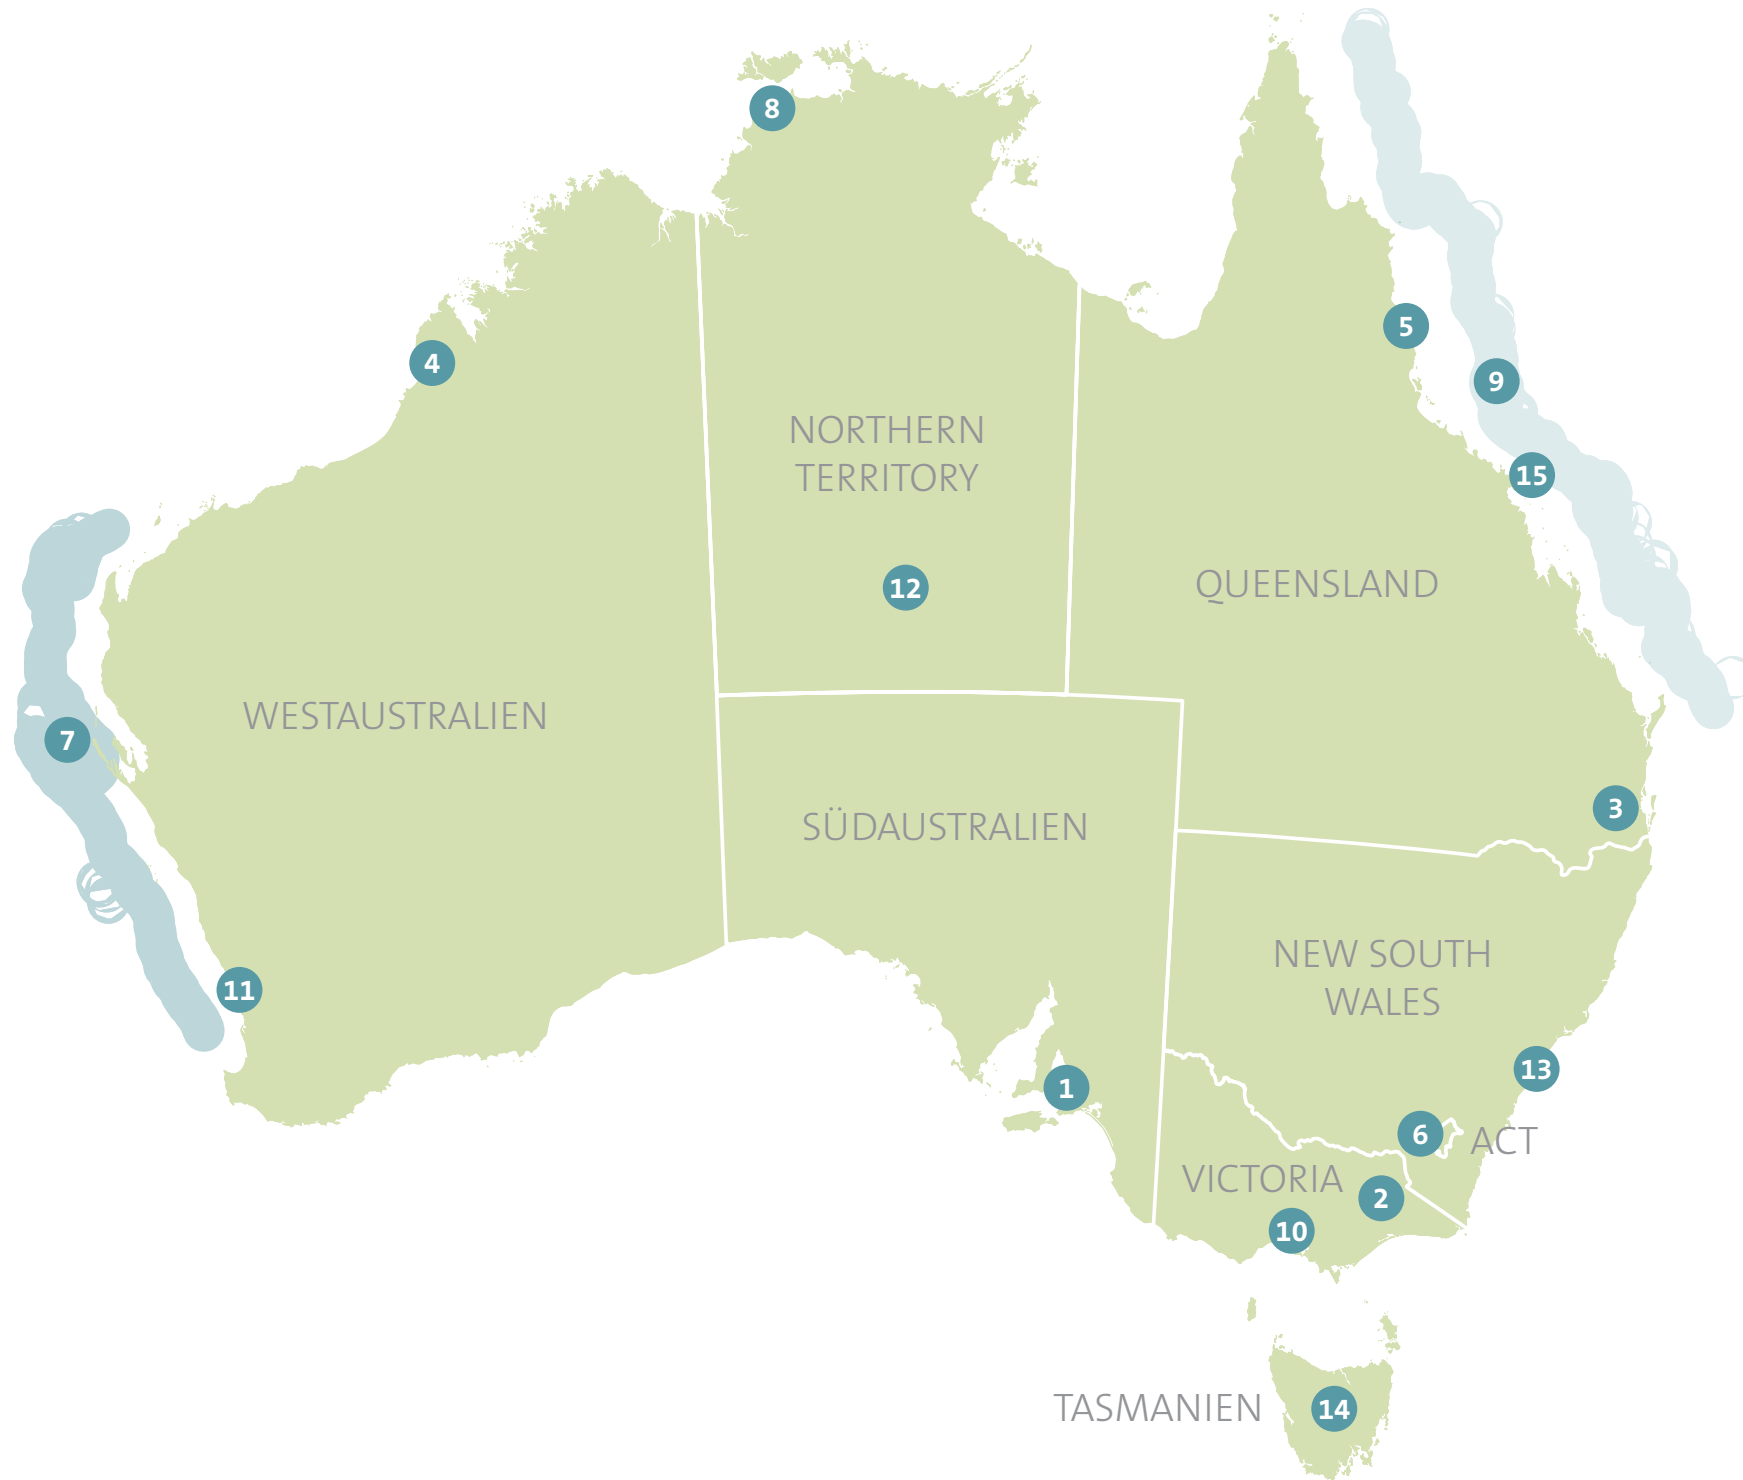 8
5
4
9
NORTHERN
TERRITORY
15
12
QUEENSLAND
WESTAUSTRALIEN
7
3
SÜDAUSTRALIEN
NEW SOUTH
WALES
11
13
1
6
ACT
VICTORIA
2
10
TASMANIEN
14